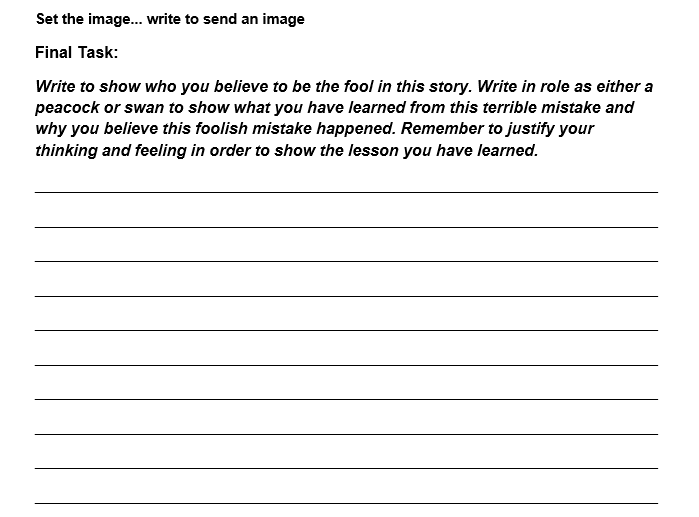 Set the image... write to send an image
Final Task:
Write to show who you believe to be the fool in this story. Write in role as either a
peacock or swan to show what you have learned from this terrible mistake and
why you believe this foolish mistake happened. Remember to justify your
thinking and feeling in order to show the lesson you have learned.